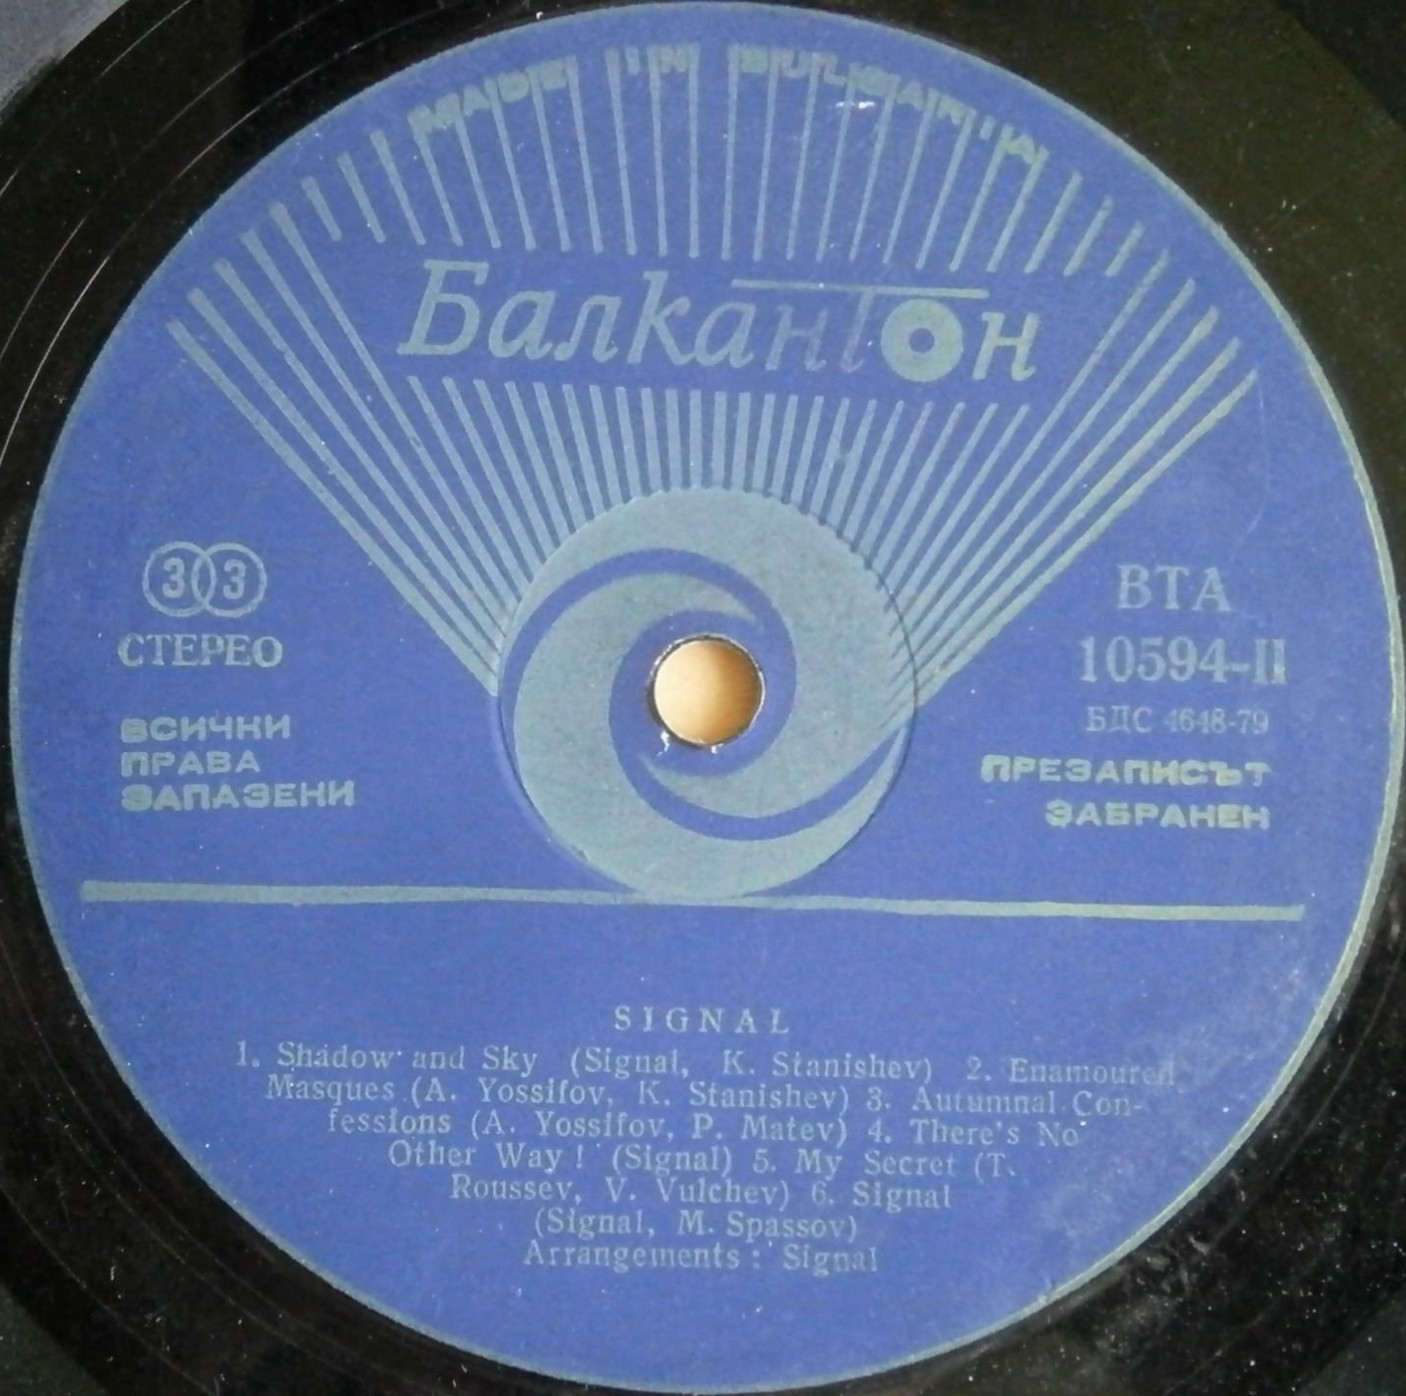 MADE IN BULGARIA
Балкантон
33
СТЕРЕО
ВСИЧКИ
ПРАВА
ЗАПАЗЕНИ
ВТА
10594-II
БДС 4648-79
ПРЕЗАПИСЪТ
ЗАБРАНЕН
SIGNAL
1. Shadow and Sky (Signal, K. Stanishev) 2. Enamoured
Masques (A. Yossifov, K. Stanishev) 3. Autumnal Con-
fessions (A. Yossifov, P. Matev) 4. There's No
Other Way! (Signal) 5. My Secret (T.
Roussev, V. Vulchev) 6. Signal
(Signal, M. Spassov)
Arrangements: Signal